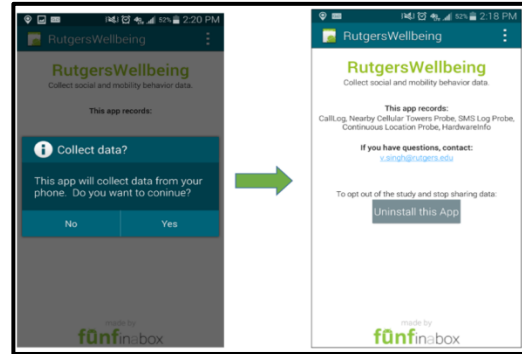 52% 2:20 PM
RutgersWellbeing
RutgersWellbeing
Collect social and mobility behavior data.
This app records:
Collect data?
This app will collect data from your
phone. Do you want to coninue?
No Yes
made by
funfinabox
52% 2:18 PM
RutgersWellbeing
RutgersWellbeing
Collect social and mobility behavior data.
This app records:
CallLog, Nearby Cellular Towers Probe, SMS Log Probe,
Continuous Location Probe, HardwareInfo
If you have questions, contact:
v.singh@rutgers.edu
To opt out of the study and stop sharing data:
Uninstall this App
made by
funfinabox